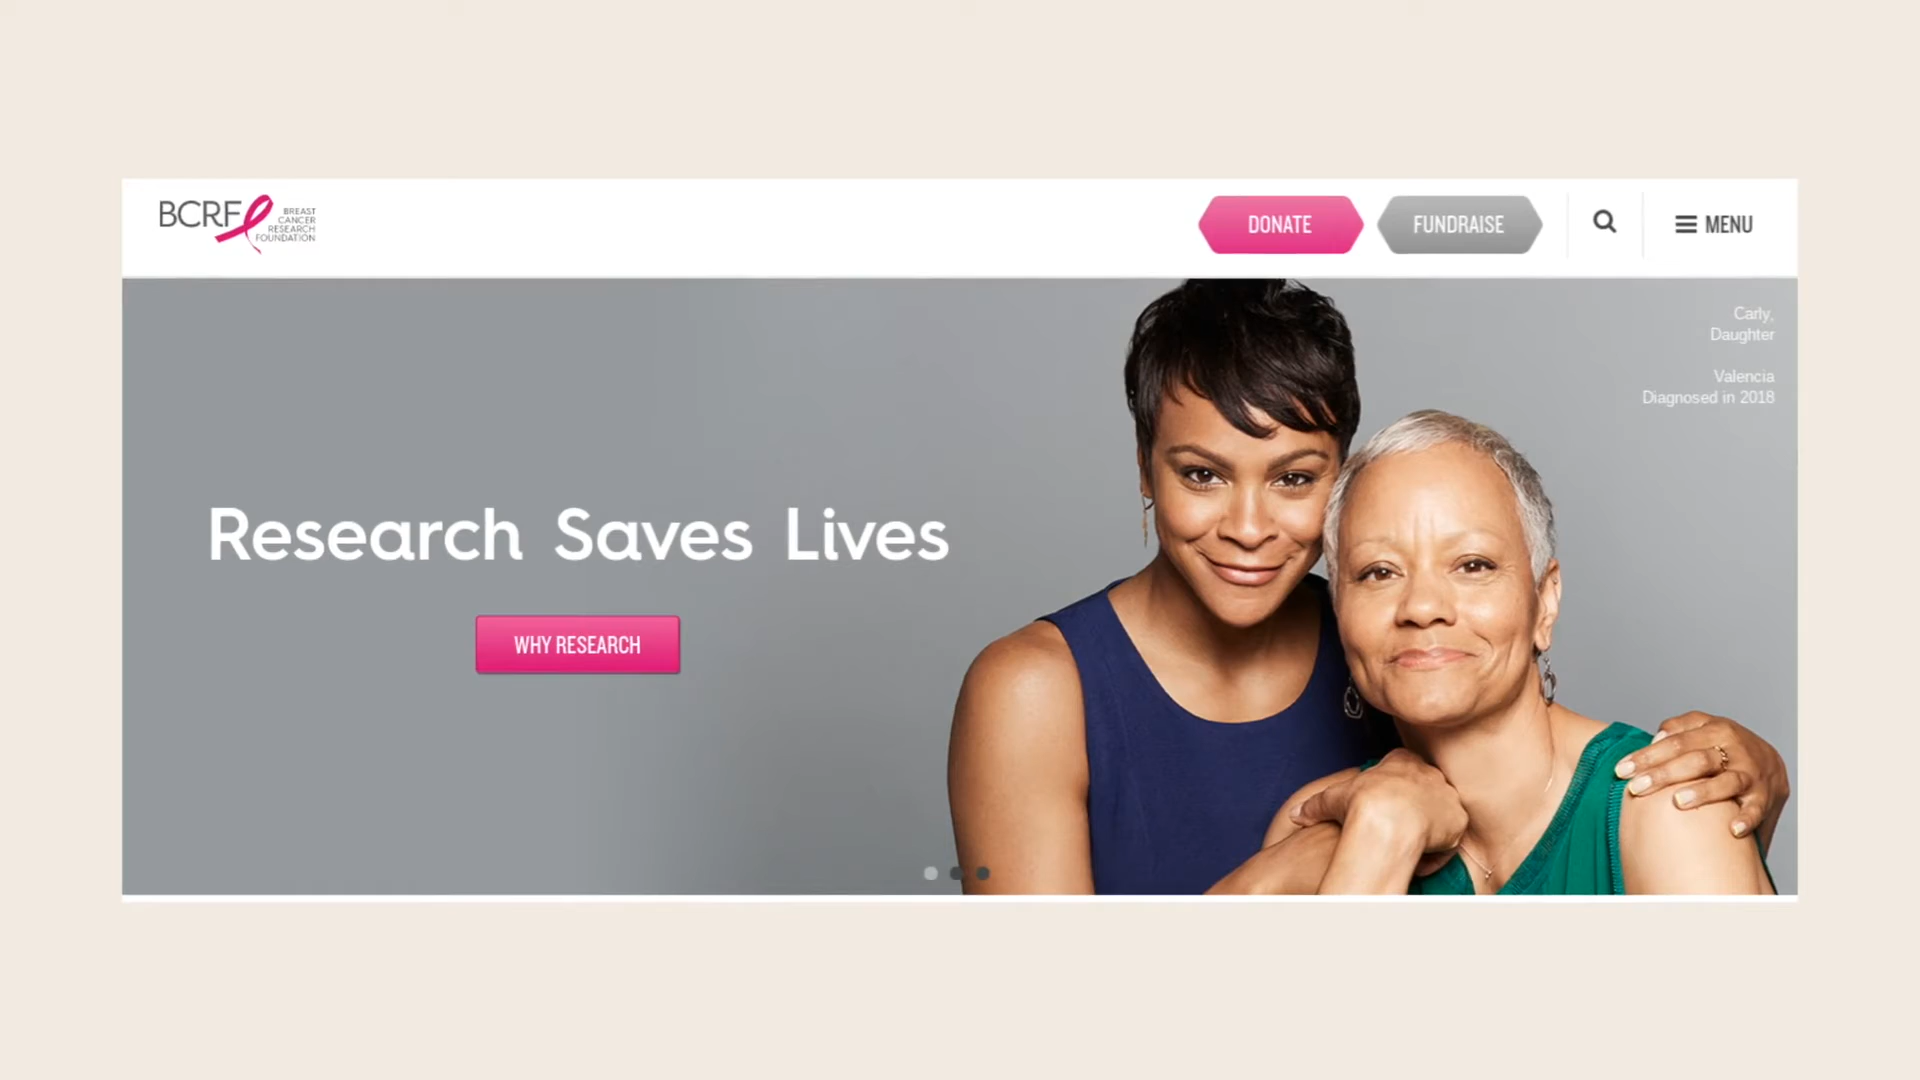 BCRF
BREAST
CANCER
RESEARCH
FOUNDATION
DONATE
FUNDRAISE
MENU
Carly,
Daughter
Valencia
Diagnosed in 2018
Research Saves Lives
WHY RESEARCH